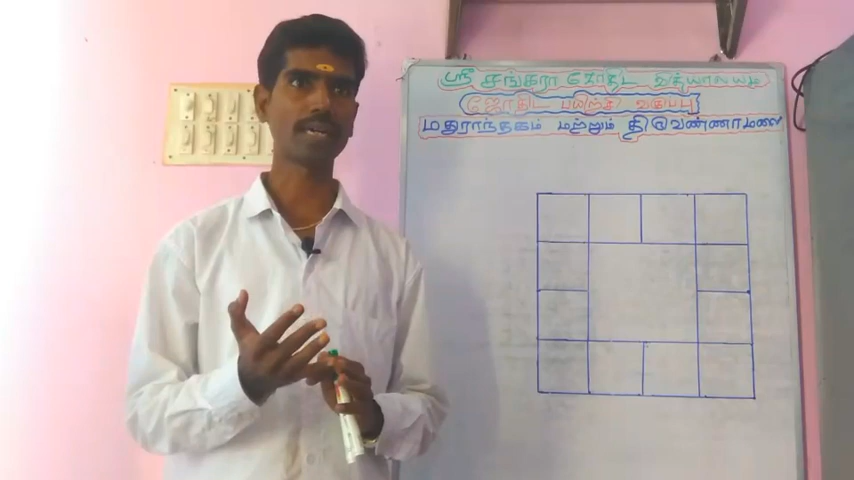 ஸ்ரீ சங்கரா ஜோதிட வித்யாலயம்
ஜோதிட பயிற்சி வகுப்பு
மதுராந்தகம் மற்றும் திருவண்ணாமலை